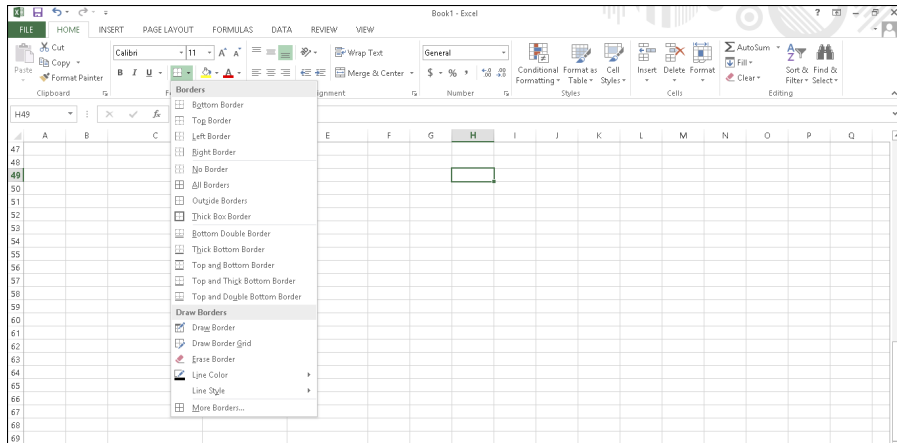 Book1 - Excel
FILE HOME INSERT PAGE LAYOUT FORMULAS DATA REVIEW VIEW
Paste
Cut
Copy
Format Painter
Clipboard
Calibri 11
B I U
Wrap Text
Merge & Center
General
$ % ,
Number
Conditional Formatting
Format as Table
Cell Styles
Styles
Insert Delete Format
Cells
AutoSum
Fill
Clear
Sort & Filter
Find & Select
Editing
H49
fx
Borders
Bottom Border
Top Border
Left Border
Right Border
No Border
All Borders
Outside Borders
Thick Box Border
Bottom Double Border
Thick Bottom Border
Top and Bottom Border
Top and Thick Bottom Border
Top and Double Bottom Border
Draw Borders
Draw Border
Draw Border Grid
Erase Border
Line Color
Line Style
More Borders...
A B C E F G H I J K L M N O P Q
47
48
49
50
51
52
53
54
55
56
57
58
59
60
61
62
63
64
65
66
67
68
69